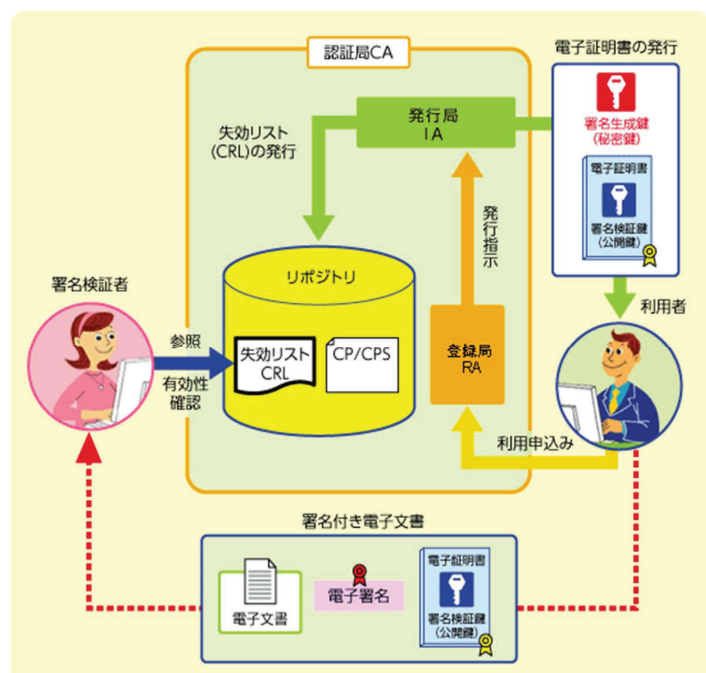 認証局CA
電子証明書の発行
発行局
IA
署名生成鍵
(秘密鍵)
電子証明書
署名検証鍵
(公開鍵)
失効リスト
(CRL)の発行
発行指示
リポジトリ
署名検証者
利用者
参照
有効性
確認
失効リスト
CRL
CP/CPS
登録局
RA
利用申込み
署名付き電子文書
電子文書
電子署名
電子証明書
署名検証鍵
(公開鍵)